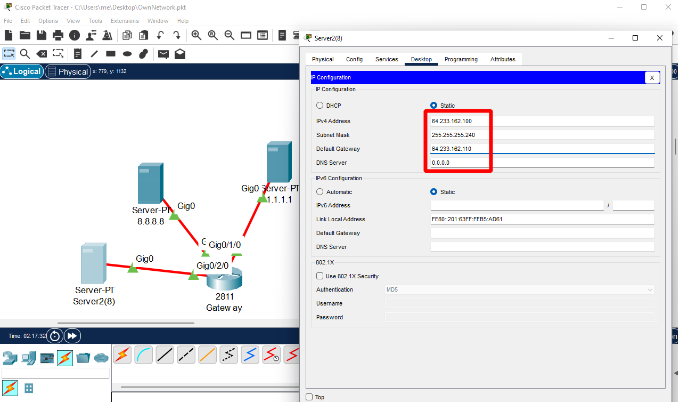 Cisco Packet Tracer - C:\Users\me\Desktop\OwnNetwork.pkt
File Edit Options View Tools Extensions Window Help
Logical Physical x: 779, y: 1132
Server2(8)
Physical Config Services Desktop Programming Attributes
IP Configuration X
IP Configuration
DHCP Static
IPv4 Address 64.233.162.100
Subnet Mask 255.255.255.240
Default Gateway 64.233.162.110
DNS Server 0.0.0.0
IPv6 Configuration
Automatic Static
IPv6 Address /
Link Local Address FE80::201:63FF:FEB5:AD61
Default Gateway
DNS Server
802.1X
Use 802.1X Security
Authentication MD5
Username
Password
Top
Gig0 Server-PT
1.1.1.1
Gig0
Server-PT
8.8.8.8
G Gig0/1/0
Gig0 Gig0/2/0
Server-PT
Server2(8)
2811
Gateway
Time: 02:17:32